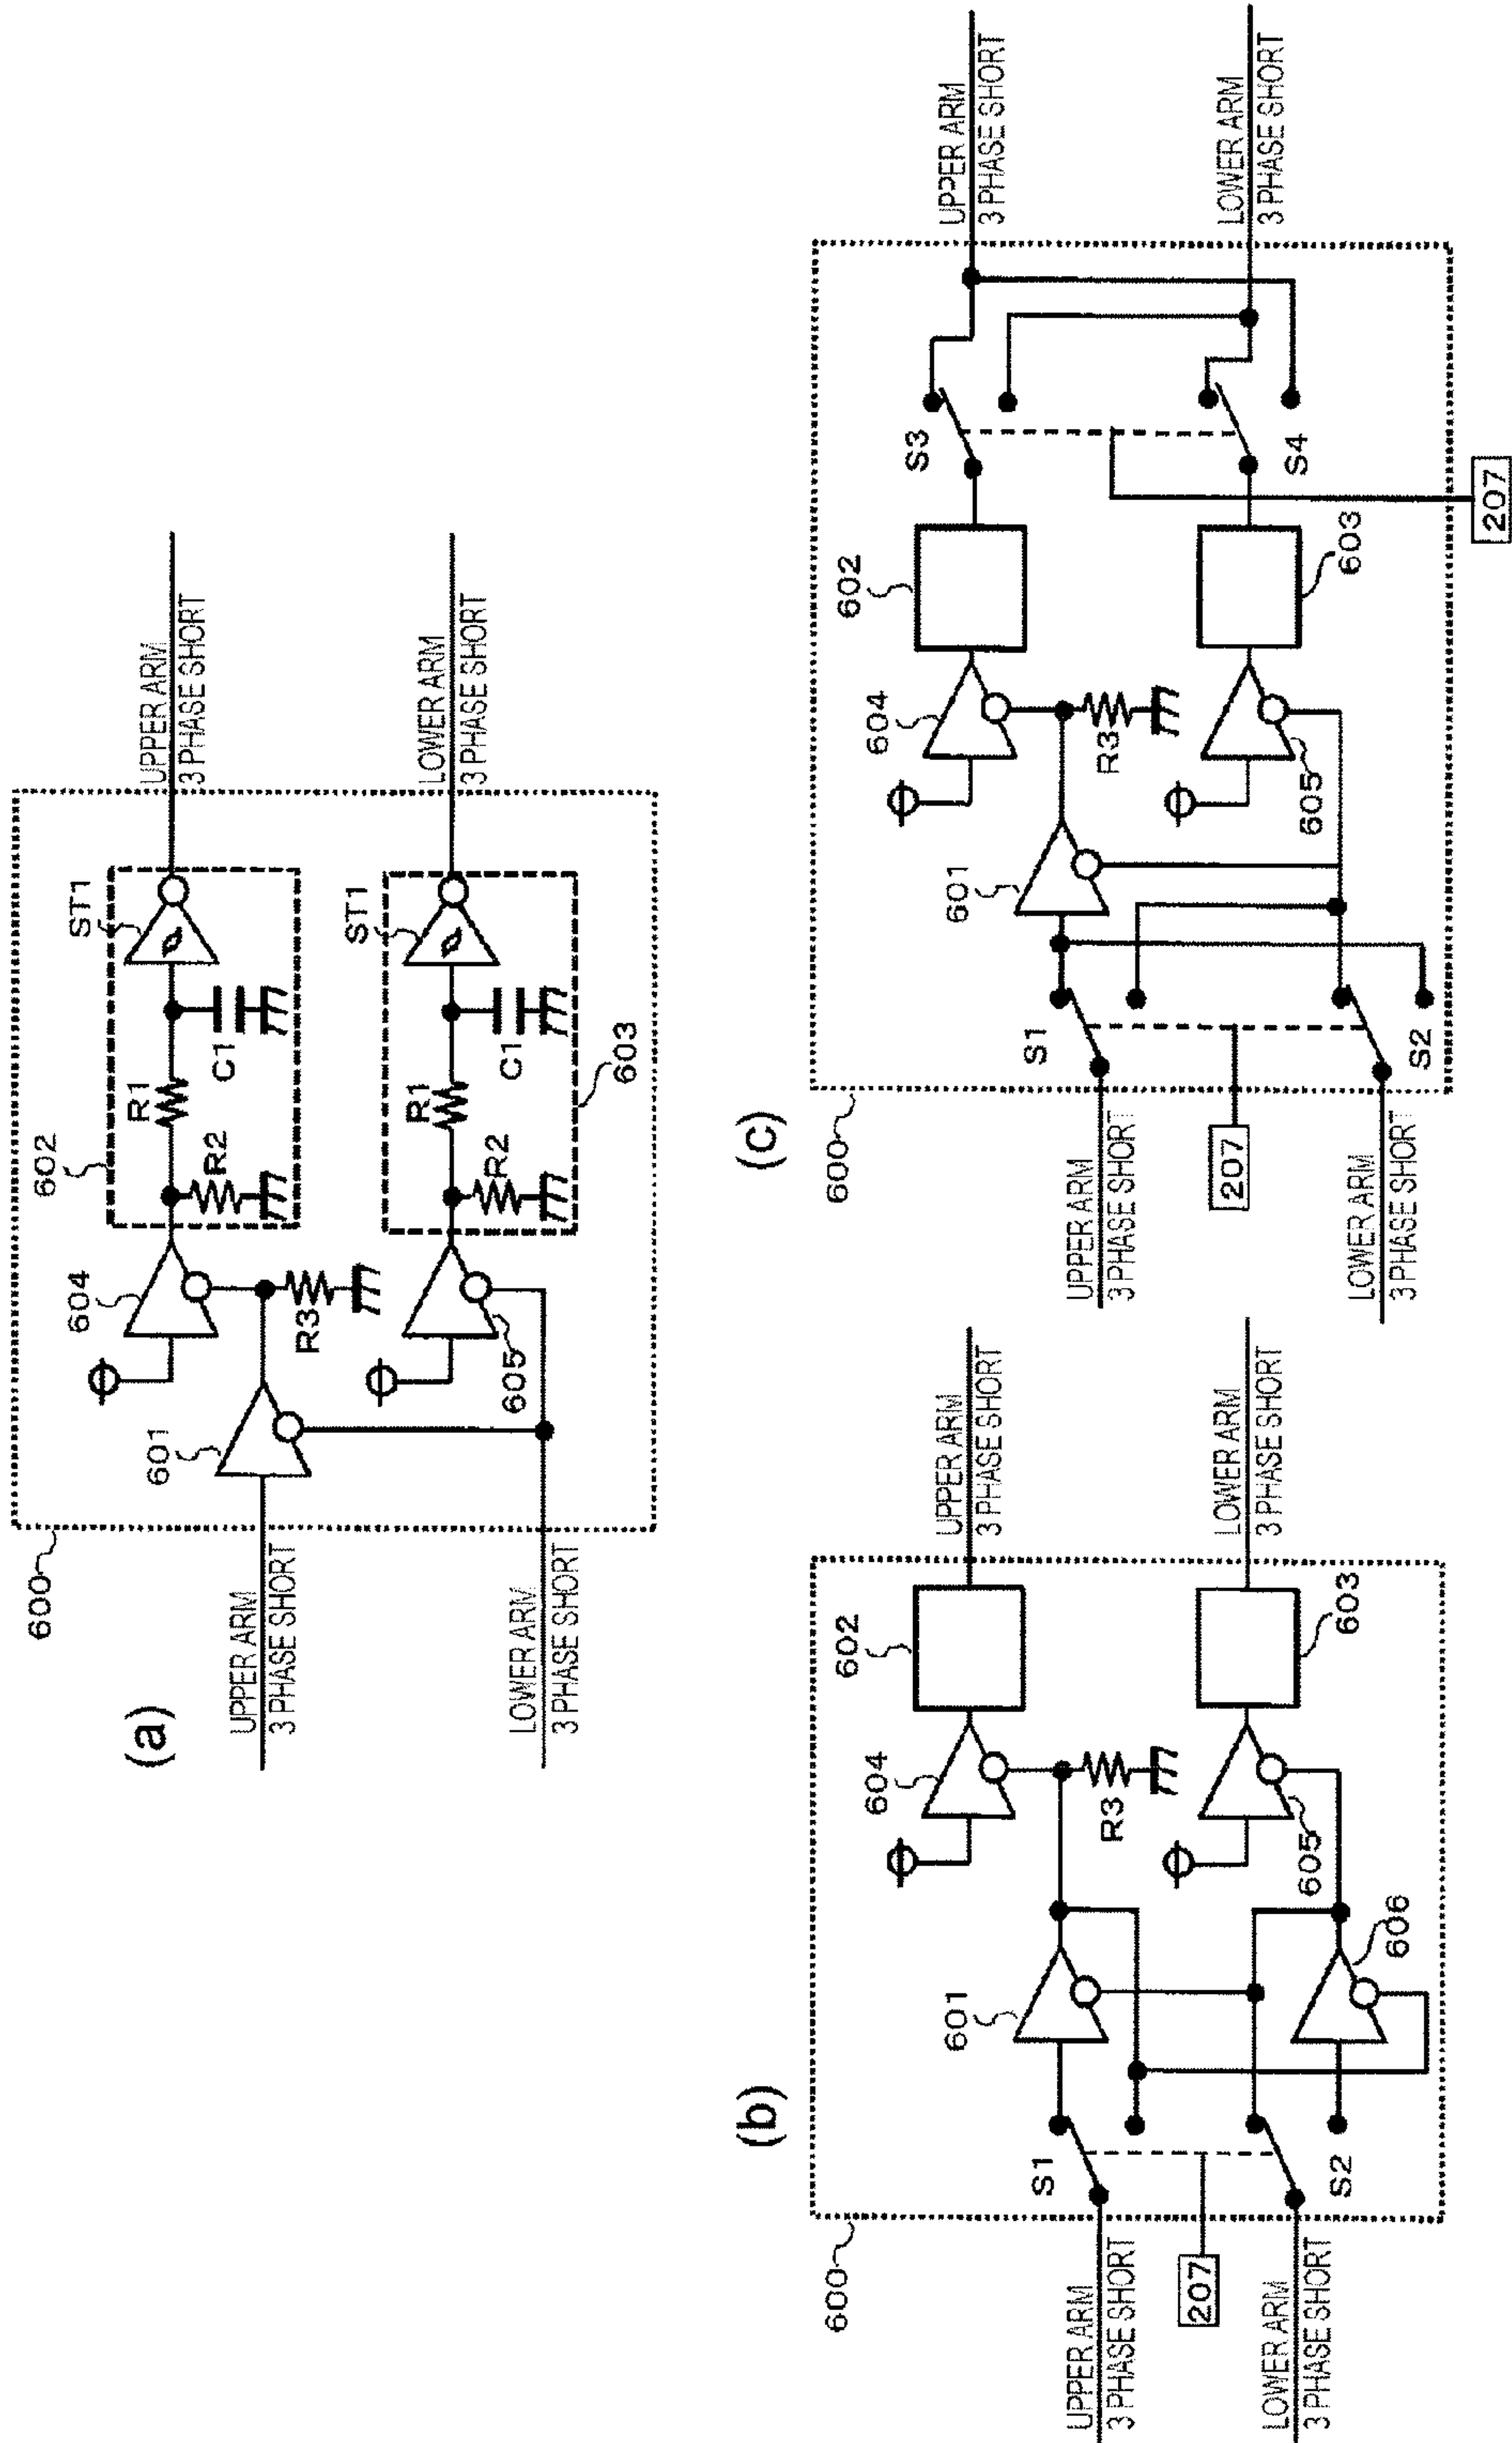 (a)
600
UPPER ARM
3 PHASE SHORT
LOWER ARM
3 PHASE SHORT
601
604
R3
605
602
R2
R1
C1
ST1
603
R2
R1
C1
ST1
UPPER ARM
3 PHASE SHORT
LOWER ARM
3 PHASE SHORT
(b)
600
UPPER ARM
3 PHASE SHORT
207
LOWER ARM
3 PHASE SHORT
S1
S2
601
606
604
R3
605
602
603
UPPER ARM
3 PHASE SHORT
LOWER ARM
3 PHASE SHORT
(c)
600
UPPER ARM
3 PHASE SHORT
207
LOWER ARM
3 PHASE SHORT
S1
S2
601
604
R3
605
602
603
S3
S4
207
UPPER ARM
3 PHASE SHORT
LOWER ARM
3 PHASE SHORT